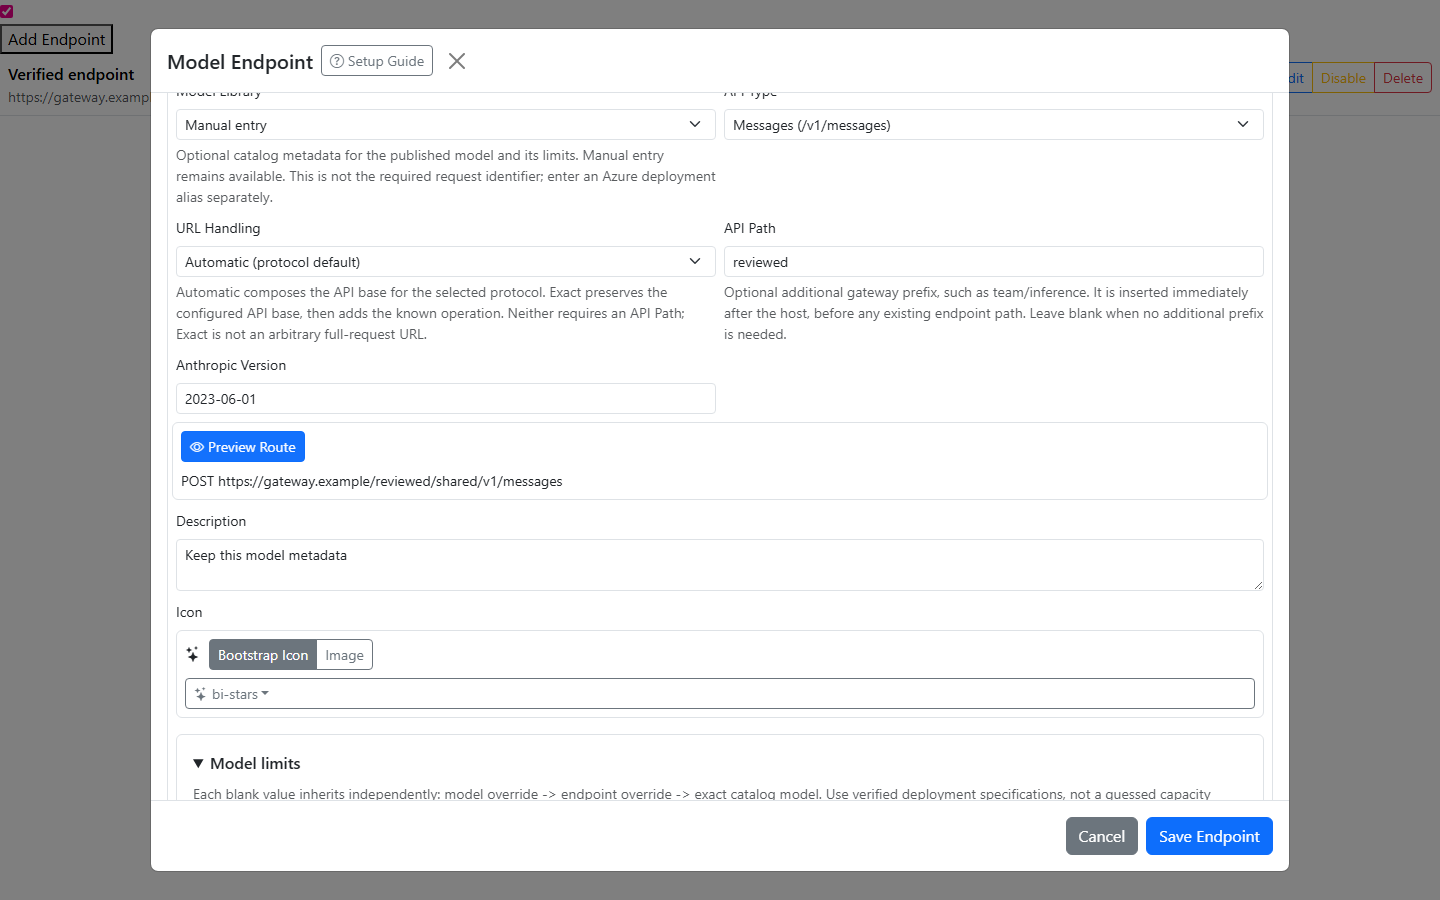 Add Endpoint
Verified endpoint
https://gateway.examp
dit
Disable
Delete
Model Endpoint
Setup Guide
Model Library
API Type
Manual entry
Messages (/v1/messages)
Optional catalog metadata for the published model and its limits. Manual entry
remains available. This is not the required request identifier; enter an Azure deployment
alias separately.
URL Handling
API Path
Automatic (protocol default)
reviewed
Automatic composes the API base for the selected protocol. Exact preserves the
configured API base, then adds the known operation. Neither requires an API Path;
Exact is not an arbitrary full-request URL.
Optional additional gateway prefix, such as team/inference. It is inserted immediately
after the host, before any existing endpoint path. Leave blank when no additional prefix
is needed.
Anthropic Version
2023-06-01
Preview Route
POST https://gateway.example/reviewed/shared/v1/messages
Description
Keep this model metadata
Icon
Bootstrap Icon
Image
bi-stars
Model limits
Each blank value inherits independently: model override -> endpoint override -> exact catalog model. Use verified deployment specifications, not a guessed capacity
Cancel
Save Endpoint